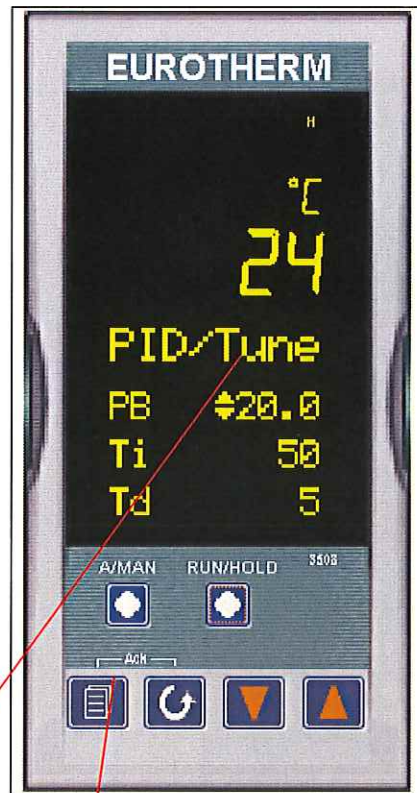 EUROTHERM
H
°C
24
PID/Tune
PB 20.0
Ti 50
Td 5
A/MAN RUN/HOLD 3508
Ack